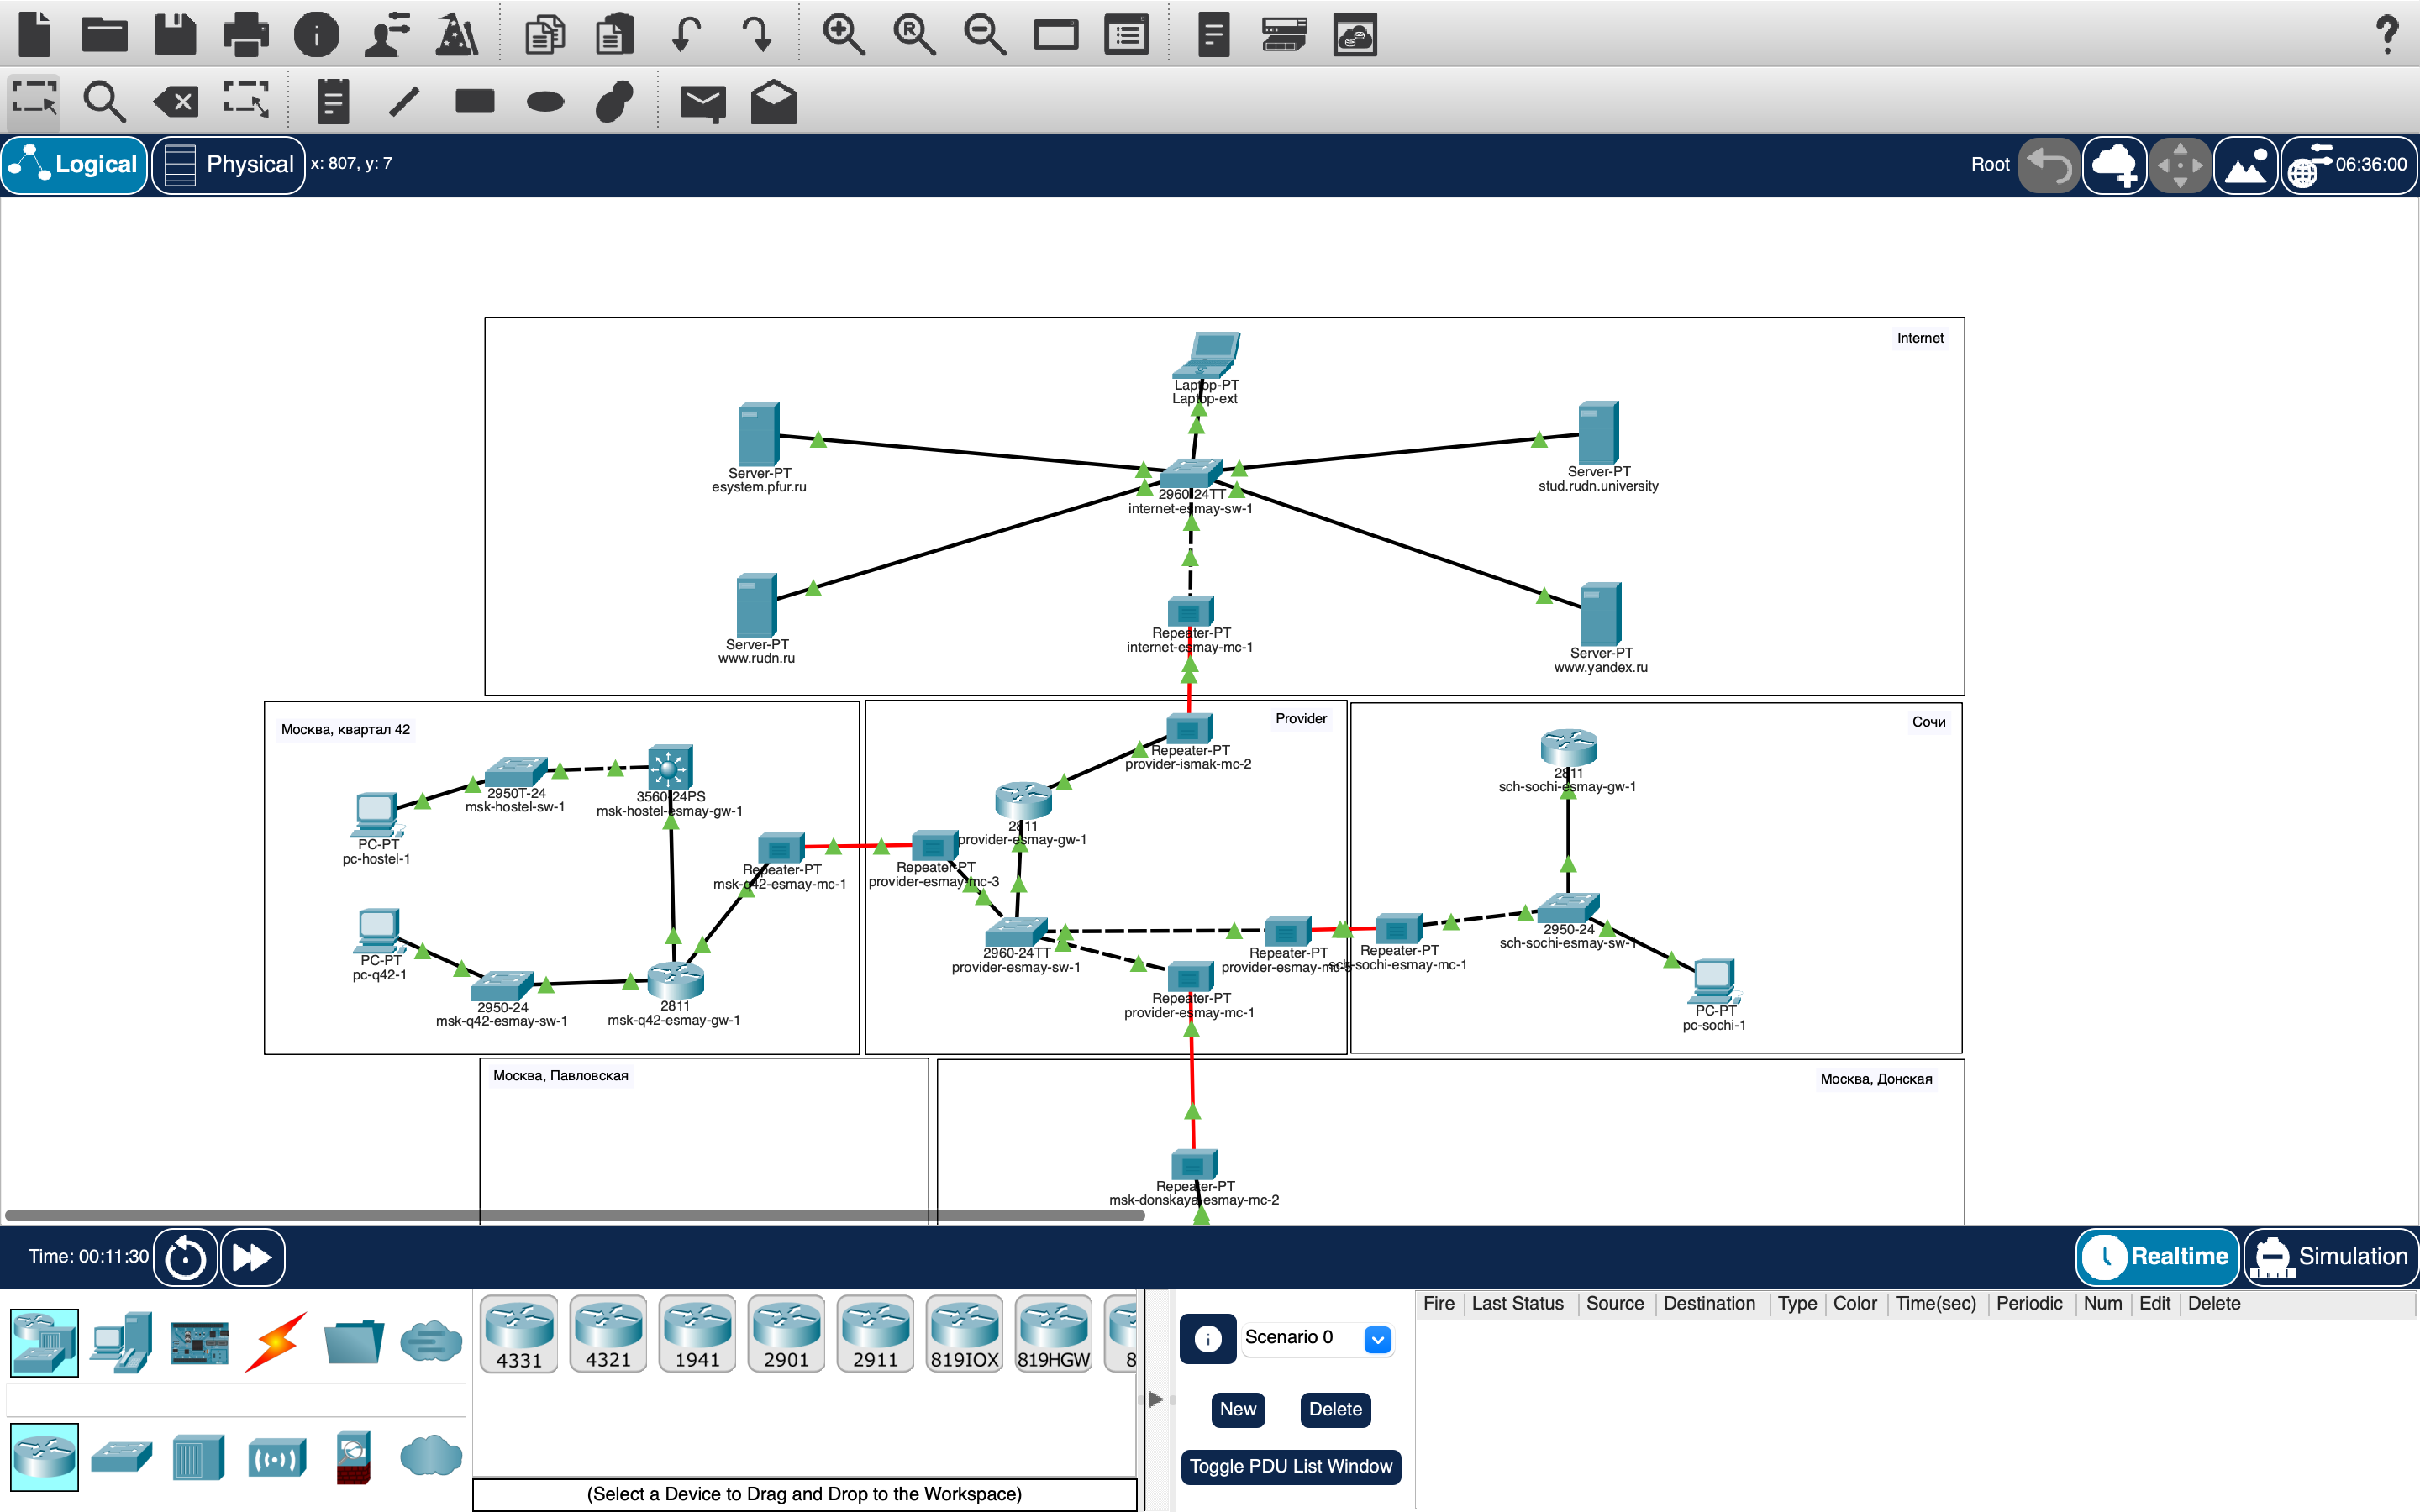 Logical
Physical
x: 807, y: 7
Root
06:36:00
Internet
Laptop-PT
Laptop-ext
Server-PT
esystem.pfur.ru
Server-PT
stud.rudn.university
2960-24TT
internet-esmay-sw-1
Server-PT
www.rudn.ru
Repeater-PT
internet-esmay-mc-1
Server-PT
www.yandex.ru
Москва, квартал 42
2950T-24
msk-hostel-sw-1
3560-24PS
msk-hostel-esmay-gw-1
PC-PT
pc-hostel-1
Repeater-PT
msk-q42-esmay-mc-1
PC-PT
pc-q42-1
2950-24
msk-q42-esmay-sw-1
2811
msk-q42-esmay-gw-1
Provider
Repeater-PT
provider-ismak-mc-2
2811
provider-esmay-gw-1
Repeater-PT
provider-esmay-mc-3
2960-24TT
provider-esmay-sw-1
Repeater-PT
Repeater-PT
provider-esmay-mc-1
Сочи
2811
sch-sochi-esmay-gw-1
Repeater-PT
sch-sochi-esmay-mc-1
2950-24
sch-sochi-esmay-sw-1
PC-PT
pc-sochi-1
Москва, Павловская
Москва, Донская
Repeater-PT
msk-donskaya-esmay-mc-2
Time: 00:11:30
Realtime
Simulation
4331
4321
1941
2901
2911
819IOX
819HGW
8
(Select a Device to Drag and Drop to the Workspace)
Scenario 0
New
Delete
Toggle PDU List Window
Fire Last Status Source Destination Type Color Time(sec) Periodic Num Edit Delete